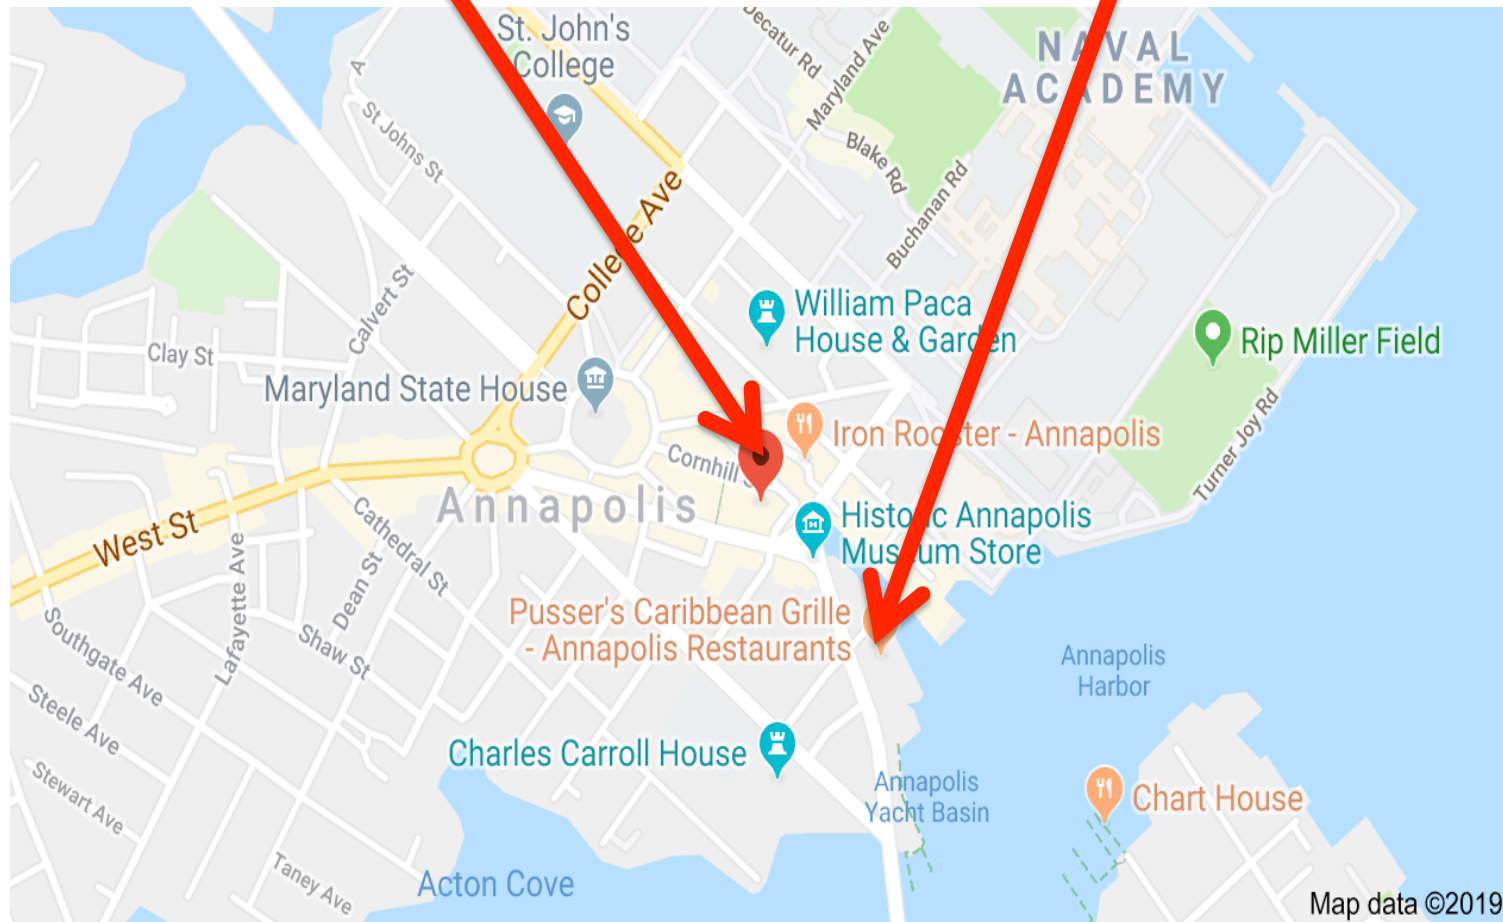 St. John's
College
Decatur Rd
Maryland Ave
NAVAL
ACADEMY
A
St Johns St
Blake Rd
Buchanan Rd
College Ave
Calvert St
William Paca
House & Garden
Rip Miller Field
Clay St
Maryland State House
Iron Rooster - Annapolis
Turner Joy Rd
Cornhill
Annapolis
West St
Cathedral St
Historic Annapolis
Museum Store
Lafayette Ave
Dean St
Shaw St
Southgate Ave
Pusser's Caribbean Grille
- Annapolis Restaurants
Annapolis
Harbor
Steele Ave
Stewart Ave
Charles Carroll House
Annapolis
Yacht Basin
Chart House
Taney Ave
Acton Cove
Map data ©2019